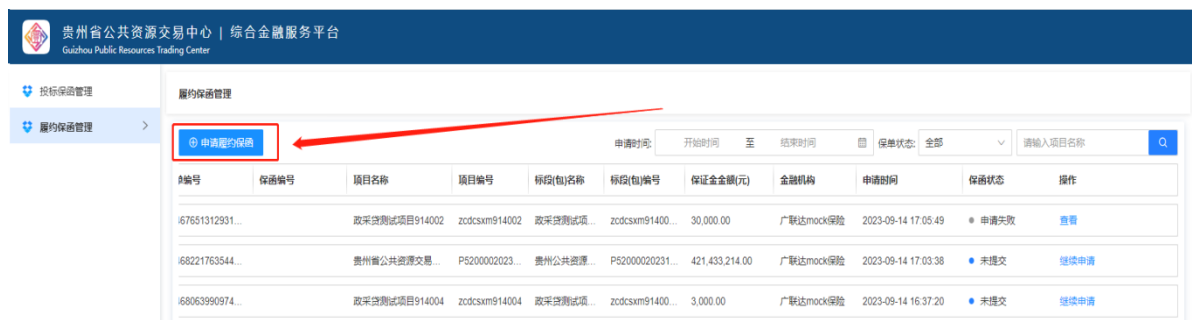 贵州省公共资源交易中心 | 综合金融服务平台
Guizhou Public Resources Trading Center
投标保函管理
履约保函管理
履约保函管理
申请履约保函
申请时间: 开始时间 至 结束时间 保单状态: 全部 请输入项目名称
编号 保函编号 项目名称 项目编号 标段(包)名称 标段(包)编号 保证金金额(元) 金融机构 申请时间 保函状态 操作
67651312931... 政采贷测试项目914002 zcdcsxm914002 政采贷测试项... zcdcsxm91400... 30,000.00 广联达mock保险 2023-09-14 17:05:49 申请失败 查看
68221763544... 贵州省公共资源交易... P5200002023... 贵州公共资源... P52000020231... 421,433,214.00 广联达mock保险 2023-09-14 17:03:38 未提交 继续申请
68063990974... 政采贷测试项目914004 zcdcsxm914004 政采贷测试项... zcdcsxm91400... 3,000.00 广联达mock保险 2023-09-14 16:37:20 未提交 继续申请